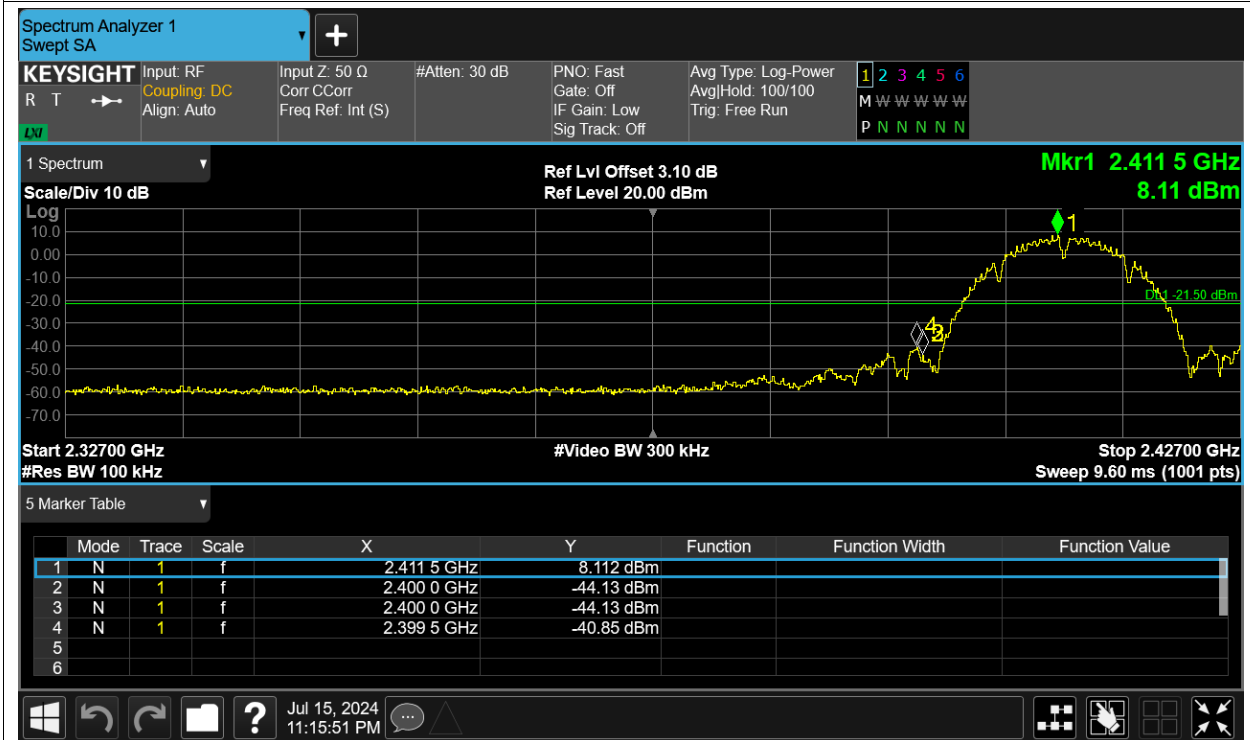 Spectrum Analyzer 1
Swept SA
+
KEYSIGHT
R T
LXI
Input: RF
Coupling: DC
Align: Auto
Input Z: 50 Ω
Corr CCorr
Freq Ref: Int (S)
#Atten: 30 dB
PNO: Fast
Gate: Off
IF Gain: Low
Sig Track: Off
Avg Type: Log-Power
Avg|Hold: 100/100
Trig: Free Run
1 2 3 4 5 6
M W W W W W
P N N N N N
1 Spectrum
Scale/Div 10 dB
Ref Lvl Offset 3.10 dB
Ref Level 20.00 dBm
Mkr1 2.411 5 GHz
8.11 dBm
Log
10.0
0.00
-10.0
-20.0
-30.0
-40.0
-50.0
-60.0
-70.0
1
DL1 -21.50 dBm
4
2
Start 2.32700 GHz
#Res BW 100 kHz
#Video BW 300 kHz
Stop 2.42700 GHz
Sweep 9.60 ms (1001 pts)
5 Marker Table
Mode Trace Scale X Y Function Function Width Function Value
1 N 1 f 2.411 5 GHz 8.112 dBm
2 N 1 f 2.400 0 GHz -44.13 dBm
3 N 1 f 2.400 0 GHz -44.13 dBm
4 N 1 f 2.399 5 GHz -40.85 dBm
5
6
?
Jul 15, 2024
11:15:51 PM